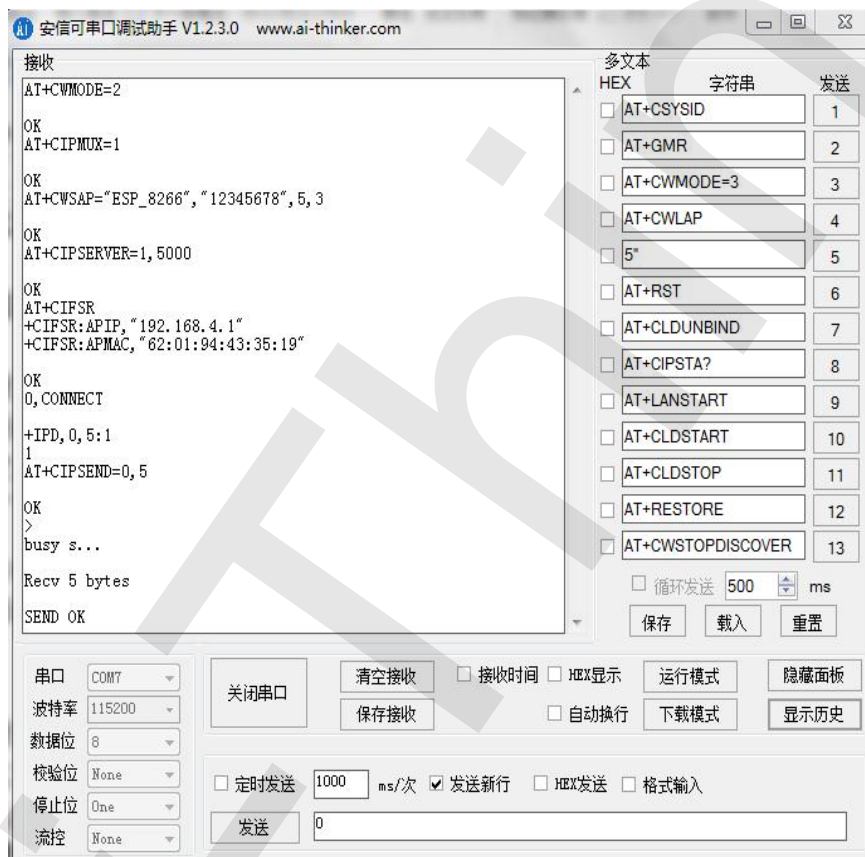 安信可串口调试助手 V1.2.3.0 www.ai-thinker.com
接收
AT+CWMODE=2
OK
AT+CIPMUX=1
OK
AT+CWSAP="ESP_8266","12345678",5,3
OK
AT+CIPSERVER=1,5000
OK
AT+CIFSR
+CIFSR:APIP,"192.168.4.1"
+CIFSR:APMAC,"62:01:94:43:35:19"
OK
0,CONNECT
+IPD,0,5:1
1
AT+CIPSEND=0,5
OK
>
busy s...
Recv 5 bytes
SEND OK
多文本
HEX 字符串 发送
AT+CSYSID 1
AT+GMR 2
AT+CWMODE=3 3
AT+CWLAP 4
5" 5
AT+RST 6
AT+CLDUNBIND 7
AT+CIPSTA? 8
AT+LANSTART 9
AT+CLDSTART 10
AT+CLDSTOP 11
AT+RESTORE 12
AT+CWSTOPDISCOVER 13
循环发送 500 ms
保存 载入 重置
串口 COM7
波特率 115200
数据位 8
校验位 None
停止位 One
流控 None
关闭串口
清空接收 接收时间 HEX显示 运行模式 隐藏面板
保存接收 自动换行 下载模式 显示历史
定时发送 1000 ms/次 发送新行 HEX发送 格式输入
发送 0